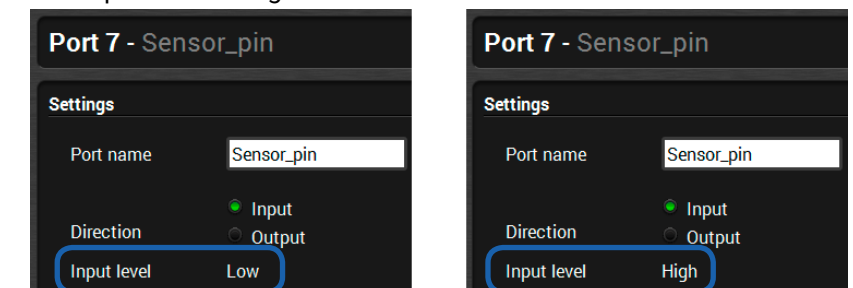 Port 7 - Sensor_pin
Settings
Port name Sensor_pin
Input
Direction
Output
Input level Low
Port 7 - Sensor_pin
Settings
Port name Sensor_pin
Input
Direction
Output
Input level High